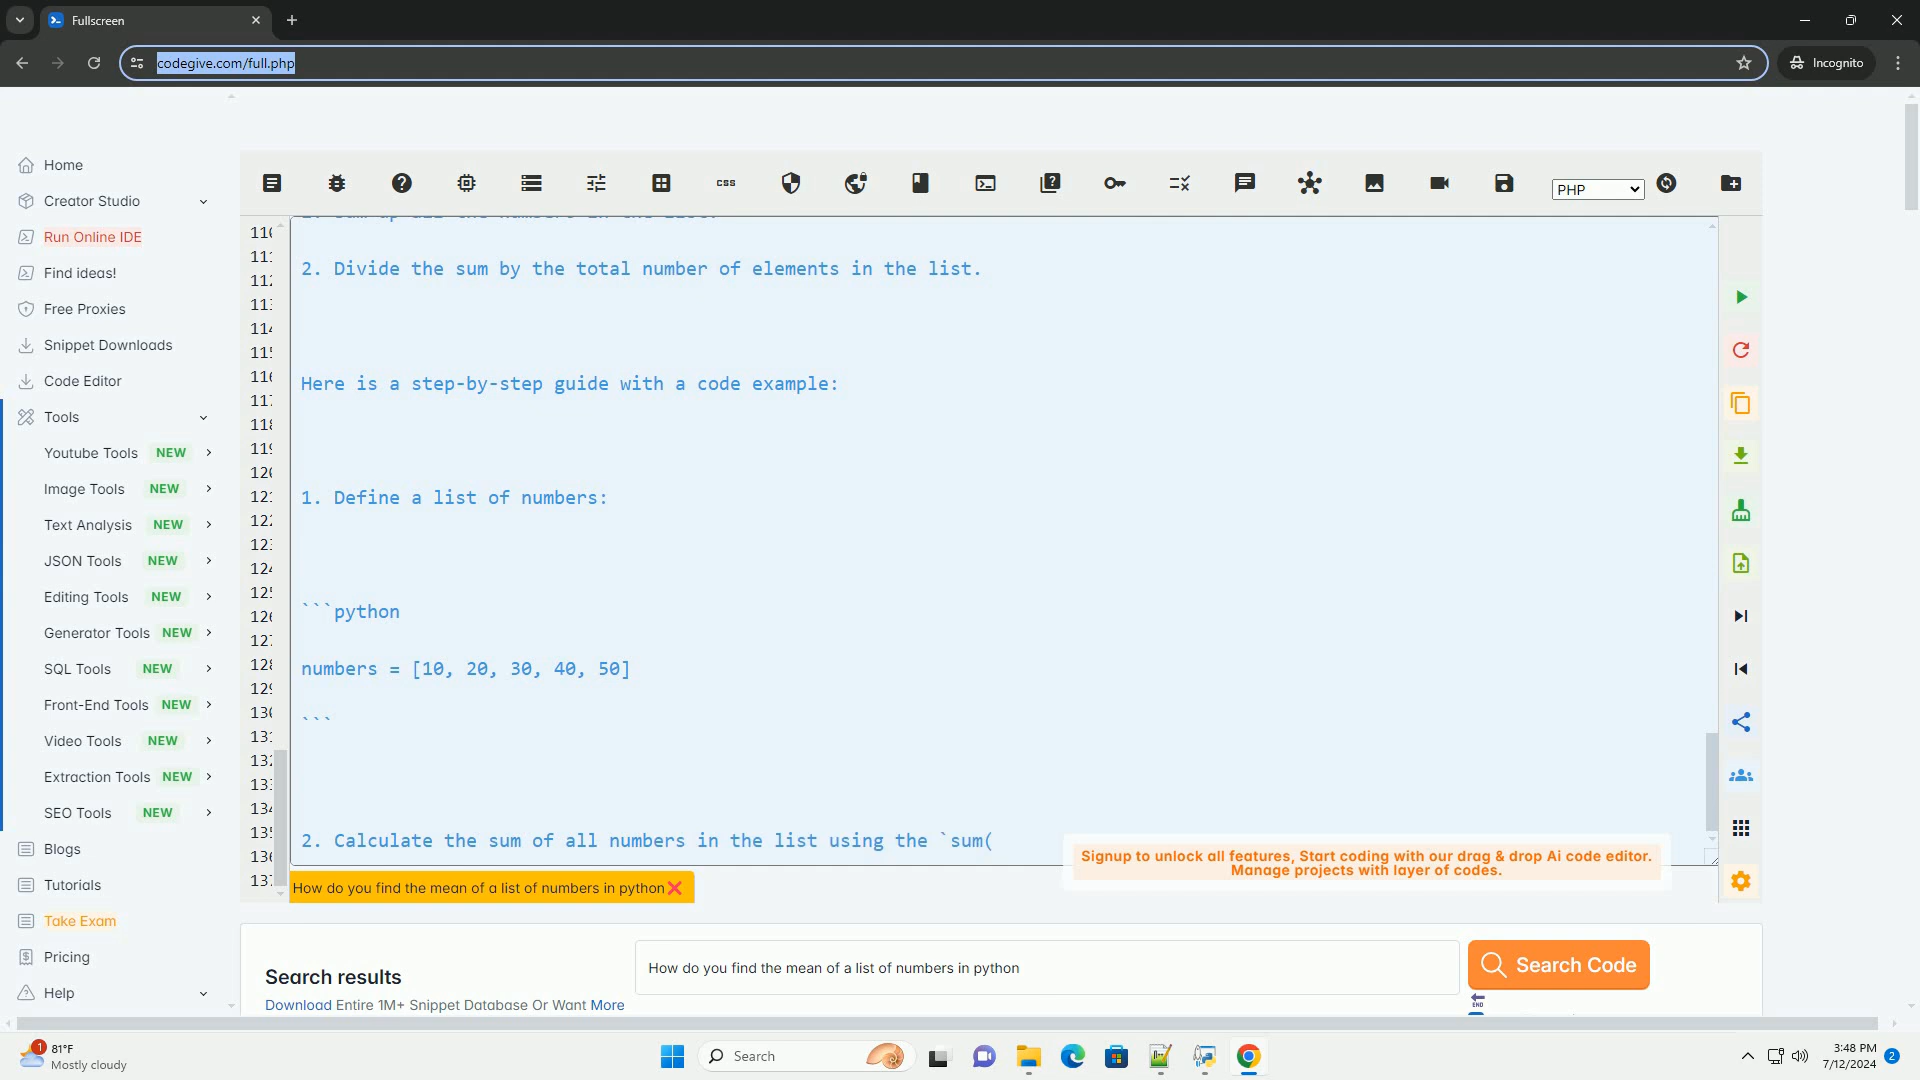 Fullscreen
codegive.com/full.php
Incognito
Home
Creator Studio
Run Online IDE
Find ideas!
Free Proxies
Snippet Downloads
Code Editor
Tools
Youtube Tools NEW
Image Tools NEW
Text Analysis NEW
JSON Tools NEW
Editing Tools NEW
Generator Tools NEW
SQL Tools NEW
Front-End Tools NEW
Video Tools NEW
Extraction Tools NEW
SEO Tools NEW
Blogs
Tutorials
Take Exam
Pricing
Help
css
PHP
2. Divide the sum by the total number of elements in the list.
Here is a step-by-step guide with a code example:
1. Define a list of numbers:
```python
numbers = [10, 20, 30, 40, 50]
```
2. Calculate the sum of all numbers in the list using the `sum(
Signup to unlock all features, Start coding with our drag & drop Ai code editor.
Manage projects with layer of codes.
How do you find the mean of a list of numbers in python
Search results
Download Entire 1M+ Snippet Database Or Want More
How do you find the mean of a list of numbers in python
Search Code
END
1
81°F
Mostly cloudy
Search
3:48 PM
7/12/2024
2